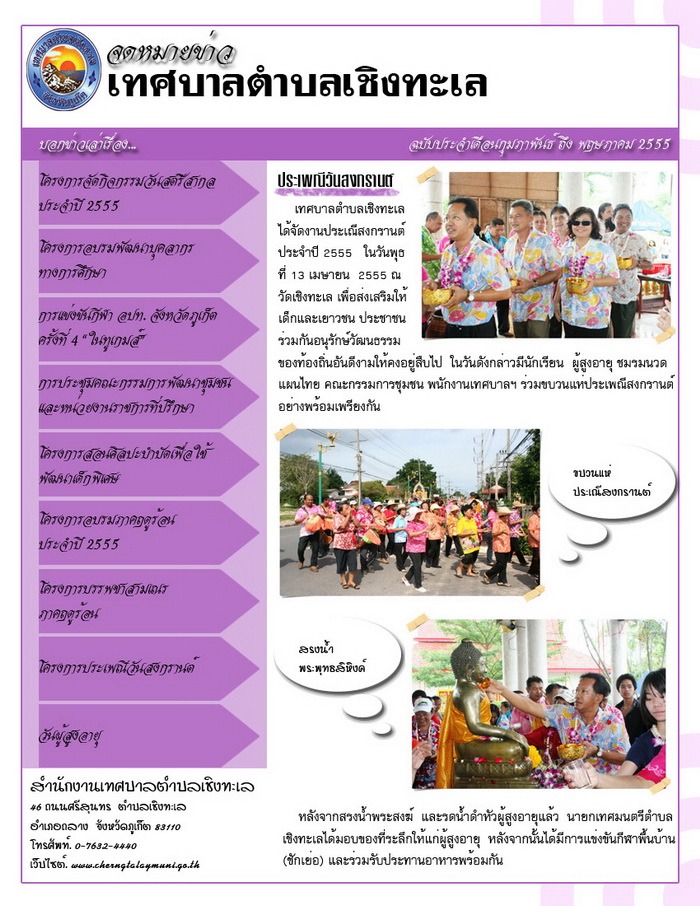 จดหมายข่าว
เทศบาลตำบลเชิงทะเล
บอกข่าวเล่าเรื่อง...
ฉบับประจำเดือนกุมภาพันธ์ ถึง พฤษภาคม 2555
โครงการจัดกิจกรรมวันสตรีสากล
ประจำปี 2555
โครงการอบรมพัฒนาบุคลากร
ทางการศึกษา
การแข่งขันกีฬา อปท. จังหวัดภูเก็ต
ครั้งที่ 4 "ในทูเกมส์"
การประชุมคณะกรรมการพัฒนาชุมชน
และหน่วยงานราชการที่ปรึกษา
โครงการสอนศิลปะบำบัดเพื่อใช้
พัฒนาเด็กพิเศษ
โครงการอบรมภาคฤดูร้อน
ประจำปี 2555
โครงการบรรพชาสามเณร
ภาคฤดูร้อน
โครงการประเพณีวันสงกรานต์
วันผู้สูงอายุ
สำนักงานเทศบาลตำบลเชิงทะเล
46 ถนนศรีสุนทร ตำบลเชิงทะเล
อำเภอถลาง จังหวัดภูเก็ต 83110
โทรศัพท์. 0-7632-4440
เว็บไซต์. www.cherngtalaymuni.go.th
ประเพณีวันสงกรานต์
เทศบาลตำบลเชิงทะเล
ได้จัดงานประเณีสงกรานต์
ประจำปี 2555 ในวันพุธ
ที่ 13 เมษายน 2555 ณ
วัดเชิงทะเล เพื่อส่งเสริมให้
เด็กและเยาวชน ประชาชน
ร่วมกันอนุรักษ์วัฒนธรรม
ของท้องถิ่นอันดีงามให้คงอยู่สืบไป ในวันดังกล่าวมีนักเรียน ผู้สูงอายุ ชมรมนวด
แผนไทย คณะกรรมการชุมชน พนักงานเทศบาลฯ ร่วมขบวนแห่ประเพณีสงกรานต์
อย่างพร้อมเพรียงกัน
ขบวนแห่
ประเณีสงกรานต์
สรงน้ำ
พระพุทธสิหิงค์
หลังจากสรงน้ำพระสงฆ์ และรดน้ำดำหัวผู้สูงอายุแล้ว นายกเทศมนตรีตำบล
เชิงทะเลได้มอบของที่ระลึกให้แก่ผู้สูงอายุ หลังจากนั้นได้มีการแข่งขันกีฬาพื้นบ้าน
(ชักเย่อ) และร่วมรับประทานอาหารพร้อมกัน